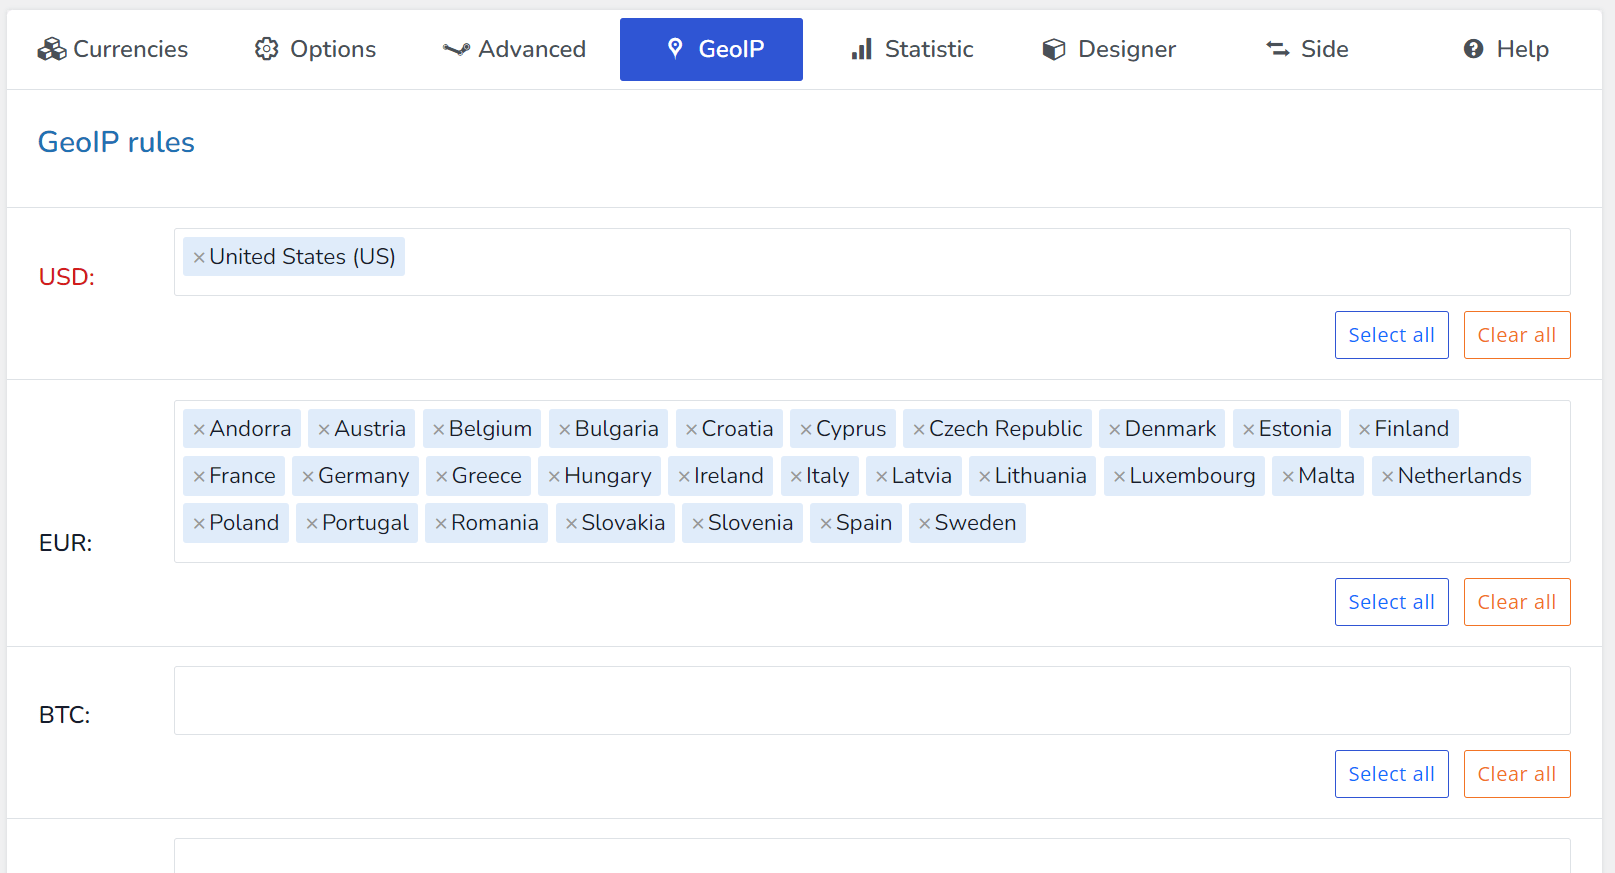 Currencies Options Advanced GeoIP Statistic Designer Side Help
GeoIP rules
USD:
×United States (US)
Select all Clear all
EUR:
×Andorra ×Austria ×Belgium ×Bulgaria ×Croatia ×Cyprus ×Czech Republic ×Denmark ×Estonia ×Finland
×France ×Germany ×Greece ×Hungary ×Ireland ×Italy ×Latvia ×Lithuania ×Luxembourg ×Malta ×Netherlands
×Poland ×Portugal ×Romania ×Slovakia ×Slovenia ×Spain ×Sweden
Select all Clear all
BTC:
Select all Clear all